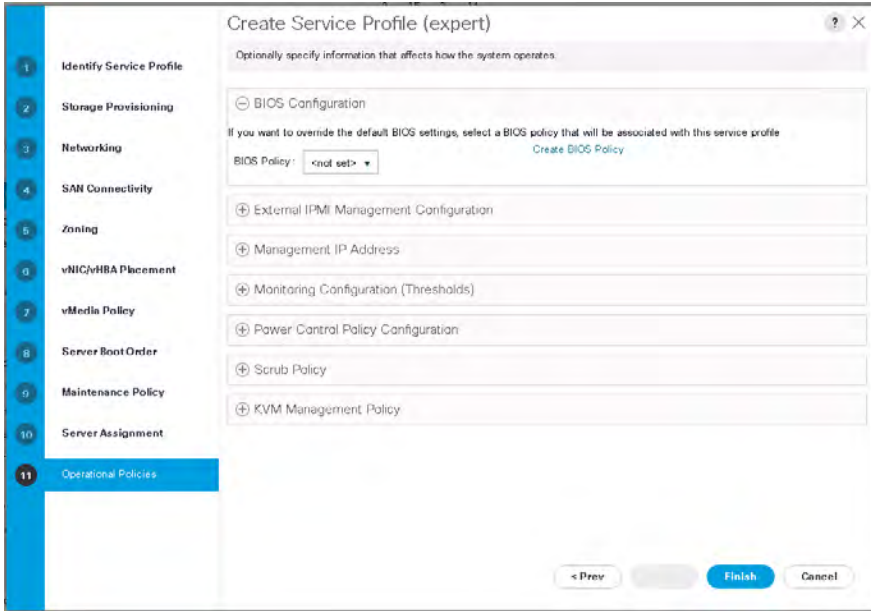 Create Service Profile (expert)
?
Optionally specify information that affects how the system operates.
1 Identify Service Profile
2 Storage Provisioning
3 Networking
4 SAN Connectivity
5 Zoning
6 vNIC/vHBA Placement
7 vMedia Policy
8 Server Boot Order
9 Maintenance Policy
10 Server Assignment
11 Operational Policies
BIOS Configuration
If you want to override the default BIOS settings, select a BIOS policy that will be associated with this service profile
BIOS Policy : <not set>
Create BIOS Policy
External IPMI Management Configuration
Management IP Address
Monitoring Configuration (Thresholds)
Power Control Policy Configuration
Scrub Policy
KVM Management Policy
< Prev
Finish
Cancel